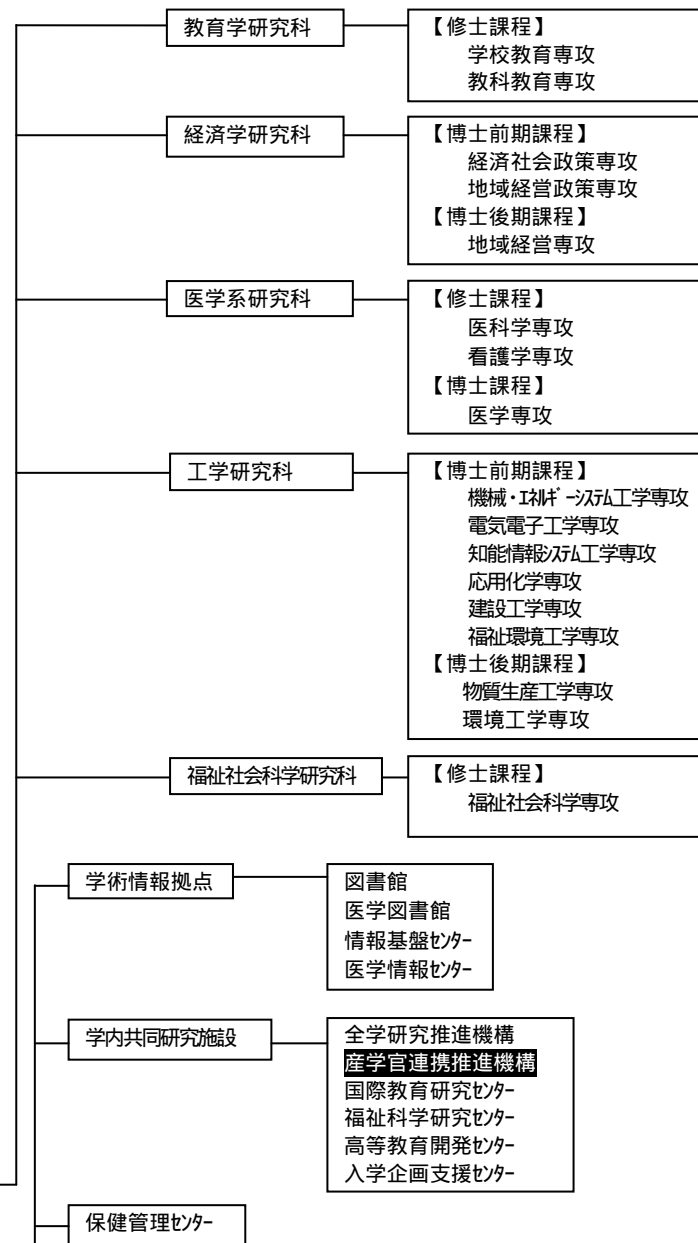 教育学研究科
【修士課程】
学校教育専攻
教科教育専攻
経済学研究科
【博士前期課程】
経済社会政策専攻
地域経営政策専攻
【博士後期課程】
地域経営専攻
医学系研究科
【修士課程】
医科学専攻
看護学専攻
【博士課程】
医学専攻
工学研究科
【博士前期課程】
機械・ｴﾈﾙｷﾞｰｼｽﾃﾑ工学専攻
電気電子工学専攻
知能情報ｼｽﾃﾑ工学専攻
応用化学専攻
建設工学専攻
福祉環境工学専攻
【博士後期課程】
物質生産工学専攻
環境工学専攻
福祉社会科学研究科
【修士課程】
福祉社会科学専攻
学術情報拠点
図書館
医学図書館
情報基盤ｾﾝﾀｰ
医学情報ｾﾝﾀｰ
学内共同研究施設
全学研究推進機構
産学官連携推進機構
国際教育研究ｾﾝﾀｰ
福祉科学研究ｾﾝﾀｰ
高等教育開発ｾﾝﾀｰ
入学企画支援ｾﾝﾀｰ
保健管理ｾﾝﾀｰ